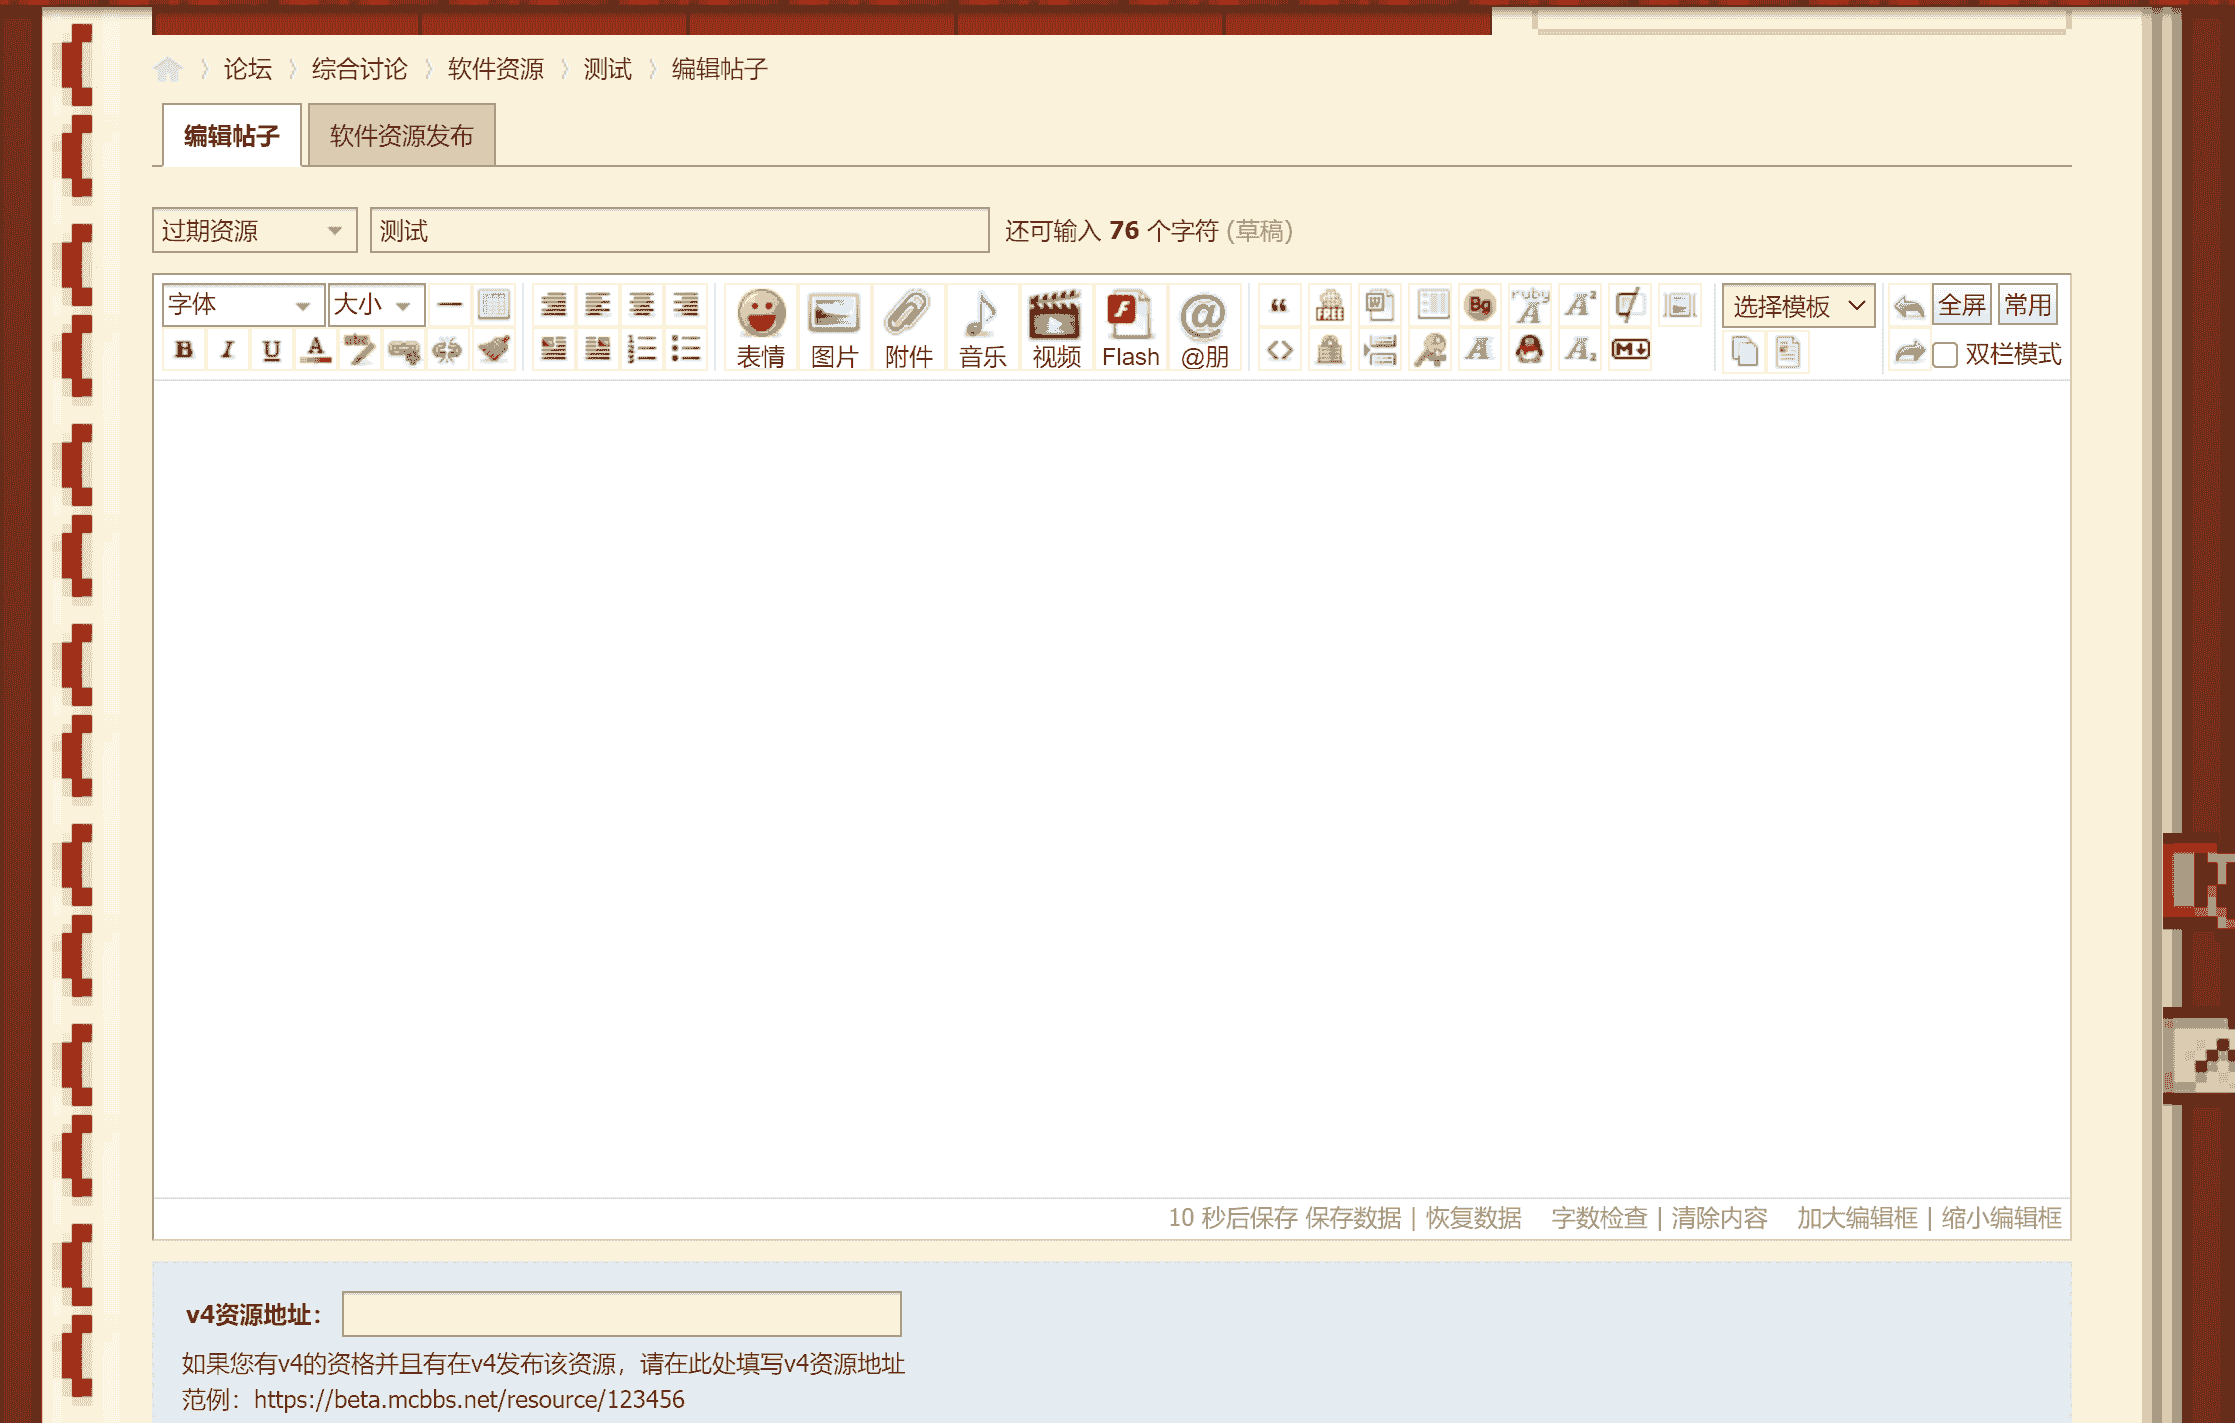 论坛 综合讨论 软件资源 测试 编辑帖子
编辑帖子 软件资源发布
过期资源 测试 还可输入 76 个字符 (草稿)
字体 大小 选择模板 全屏 常用
B I U A 表情 图片 附件 音乐 视频 Flash @朋 双栏模式
10 秒后保存 保存数据 | 恢复数据 字数检查 | 清除内容 加大编辑框 | 缩小编辑框
v4资源地址：
如果您有v4的资格并且有在v4发布该资源，请在此处填写v4资源地址
范例：https://beta.mcbbs.net/resource/123456